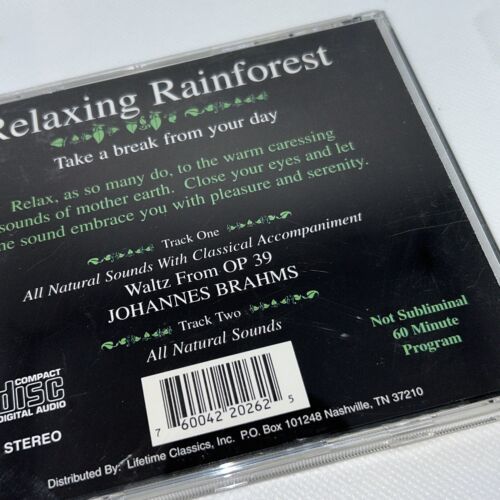 Relaxing Rainforest
Take a break from your day
Relax, as so many do, to the warm caressing
sounds of mother earth. Close your eyes and let
the sound embrace you with pleasure and serenity.
Track One
All Natural Sounds With Classical Accompaniment
Waltz From OP 39
JOHANNES BRAHMS
Track Two
All Natural Sounds
Not Subliminal
60 Minute
Program
COMPACT
disc
DIGITAL AUDIO
STEREO
7 60042 20262 5
Distributed By: Lifetime Classics, Inc. P.O. Box 101248 Nashville, TN 37210